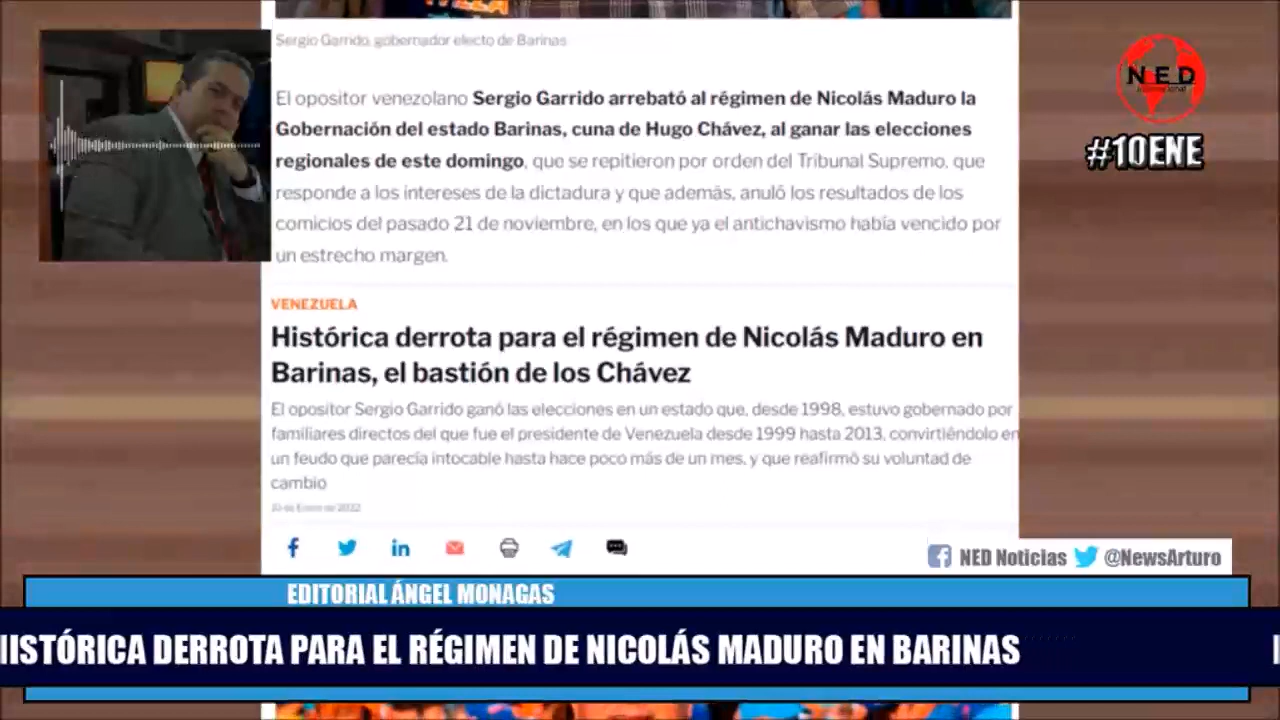 Sergio Garrido, gobernador electo de Barinas
El opositor venezolano Sergio Garrido arrebató al régimen de Nicolás Maduro la
Gobernación del estado Barinas, cuna de Hugo Chávez, al ganar las elecciones
regionales de este domingo, que se repitieron por orden del Tribunal Supremo, que
responde a los intereses de la dictadura y que además, anuló los resultados de los
comicios del pasado 21 de noviembre, en los que ya el antichavismo había vencido por
un estrecho margen.
VENEZUELA
Histórica derrota para el régimen de Nicolás Maduro en
Barinas, el bastión de los Chávez
El opositor Sergio Garrido ganó las elecciones en un estado que, desde 1998, estuvo gobernado por
familiares directos del que fue el presidente de Venezuela desde 1999 hasta 2013, convirtiéndolo en
un feudo que parecía intocable hasta hace poco más de un mes, y que reafirmó su voluntad de
cambio
10 de Enero de 2022
N.E.D
#10ENE
NED Noticias @NewsArturo
EDITORIAL ÁNGEL MONAGAS
HISTÓRICA DERROTA PARA EL RÉGIMEN DE NICOLÁS MADURO EN BARINAS